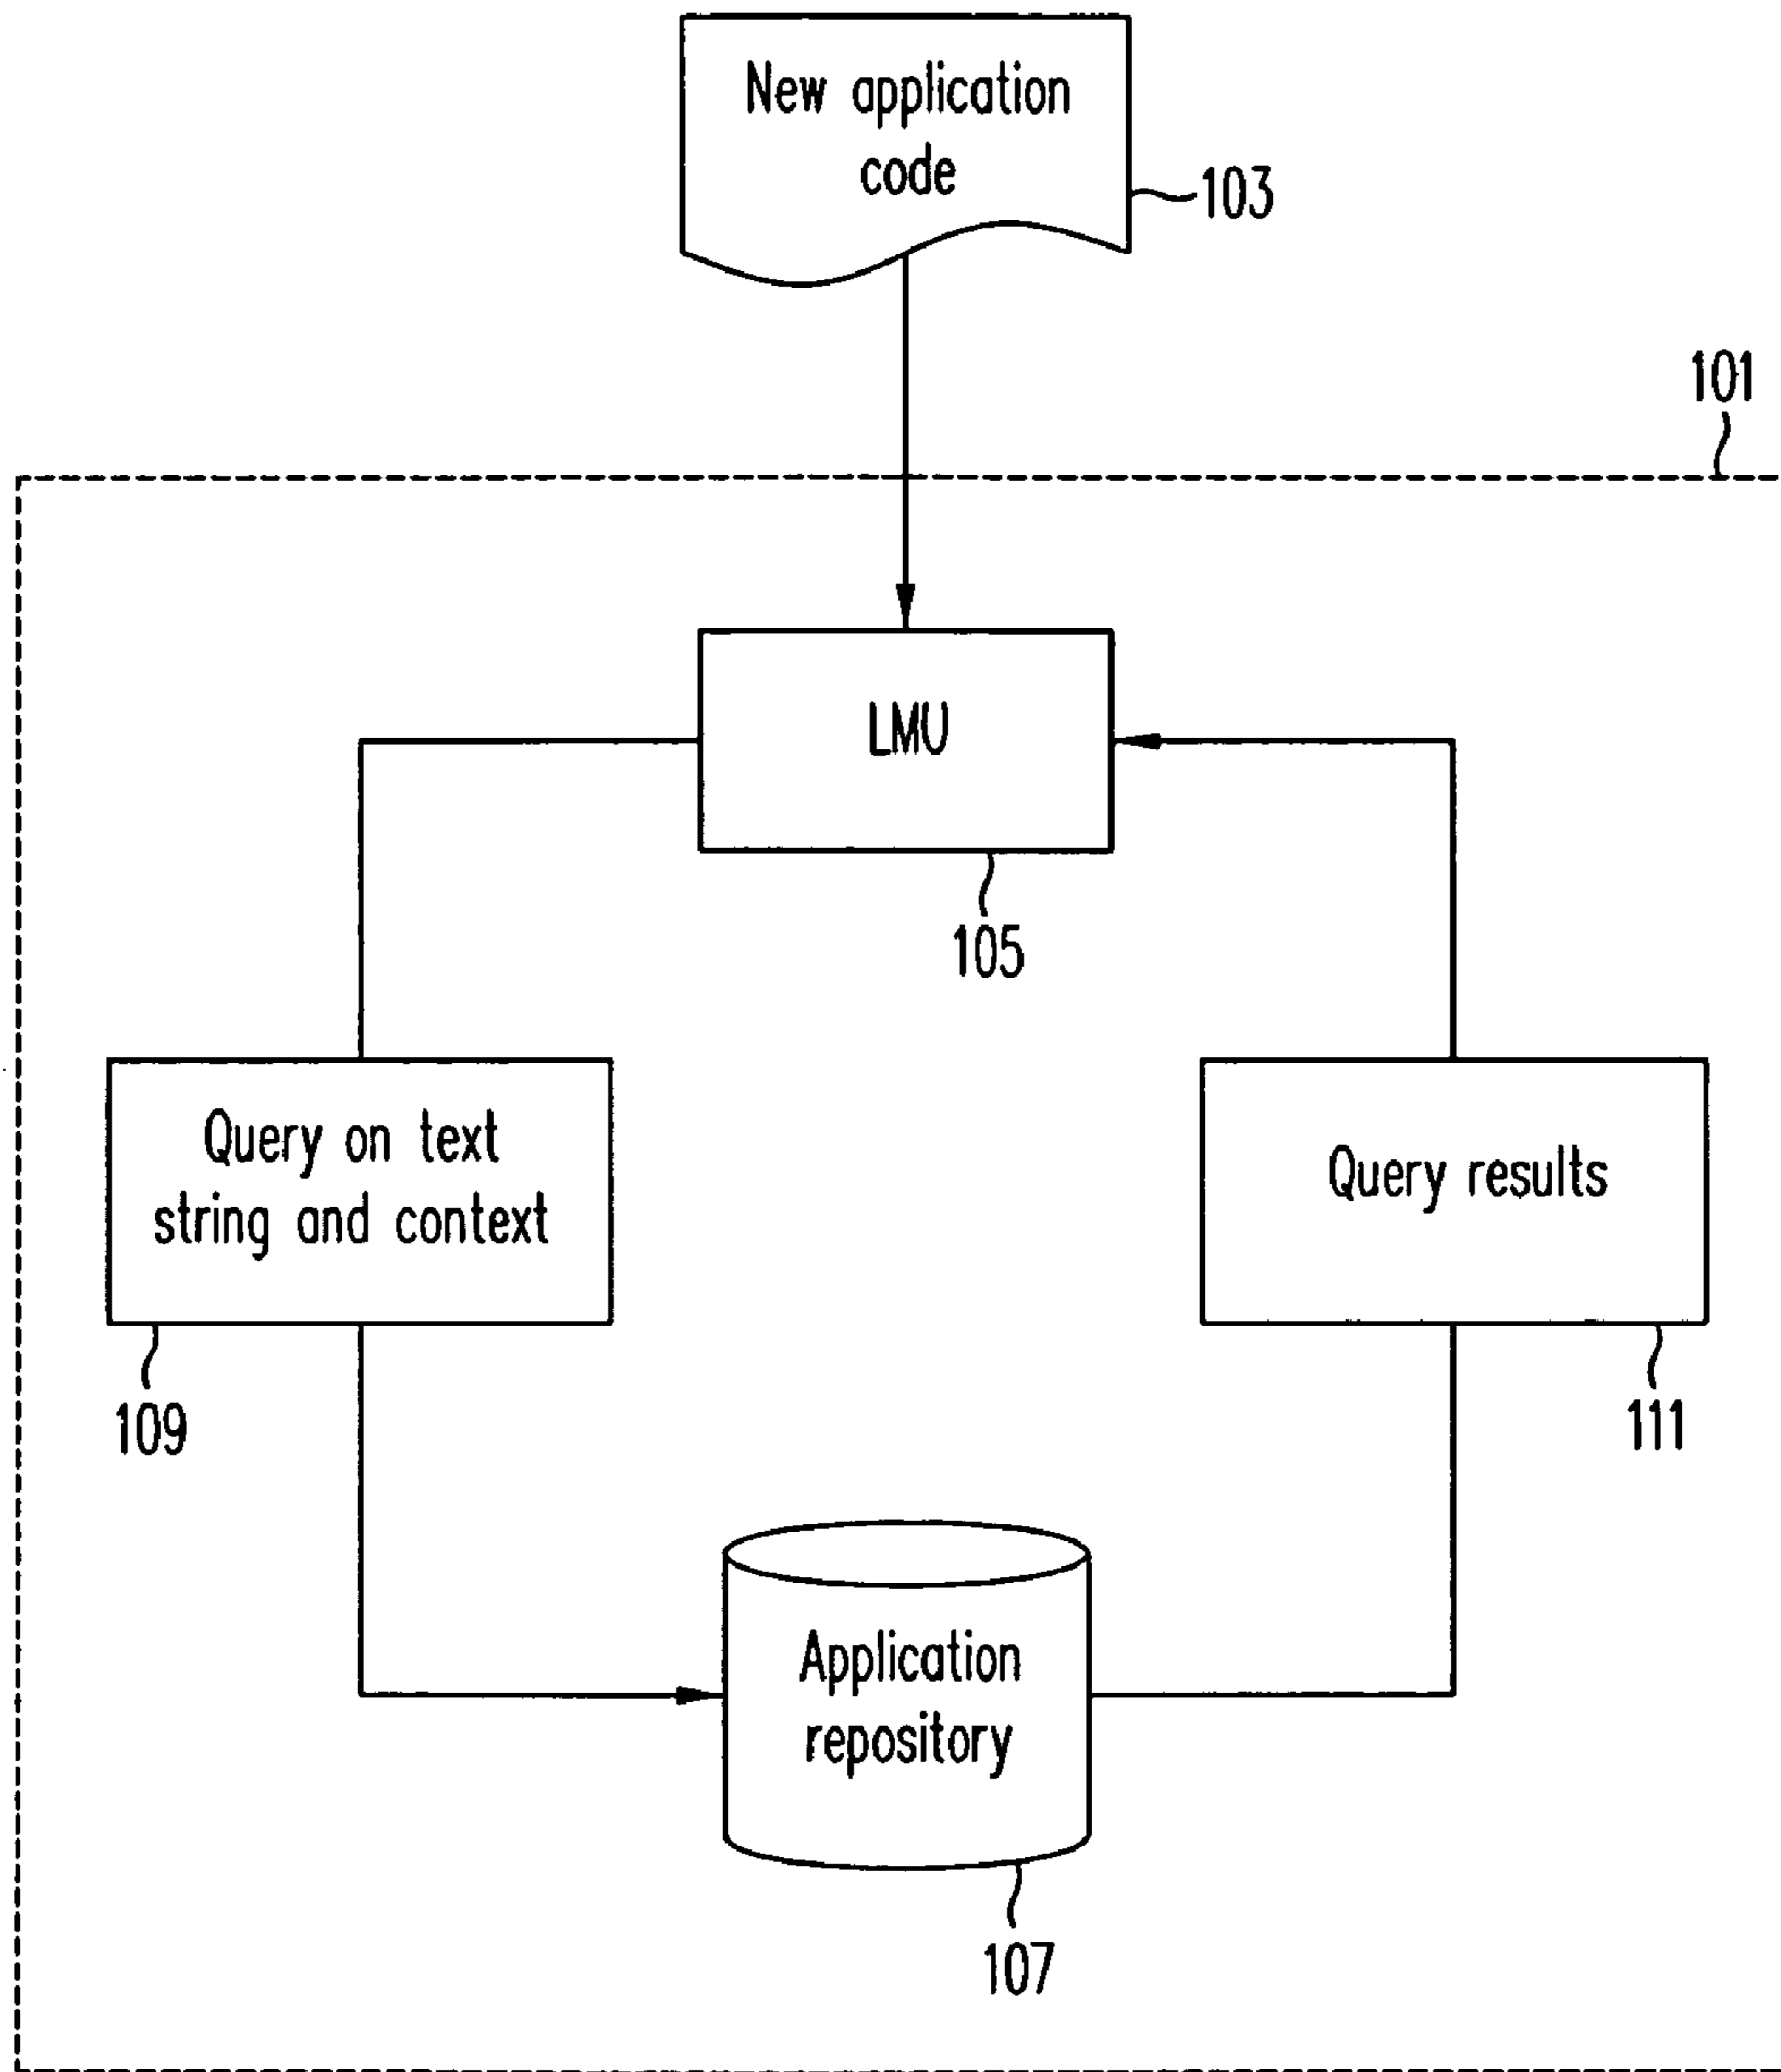 New application
code
103
101
LMU
105
Query on text
string and context
Query results
109
111
Application
repository
107